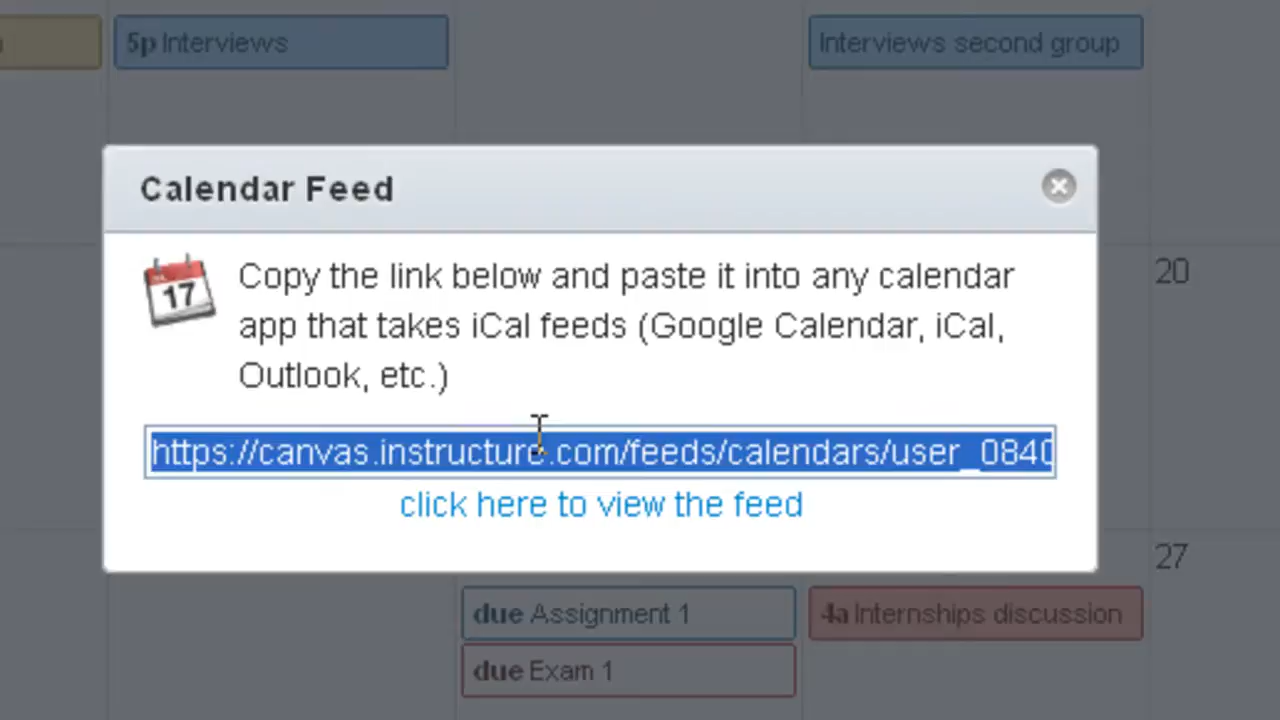 5p Interviews
Interviews second group
Calendar Feed
17
Copy the link below and paste it into any calendar
app that takes iCal feeds (Google Calendar, iCal,
Outlook, etc.)
20
https://canvas.instructure.com/feeds/calendars/user_0840
click here to view the feed
27
due Assignment 1
4a Internships discussion
due Exam 1